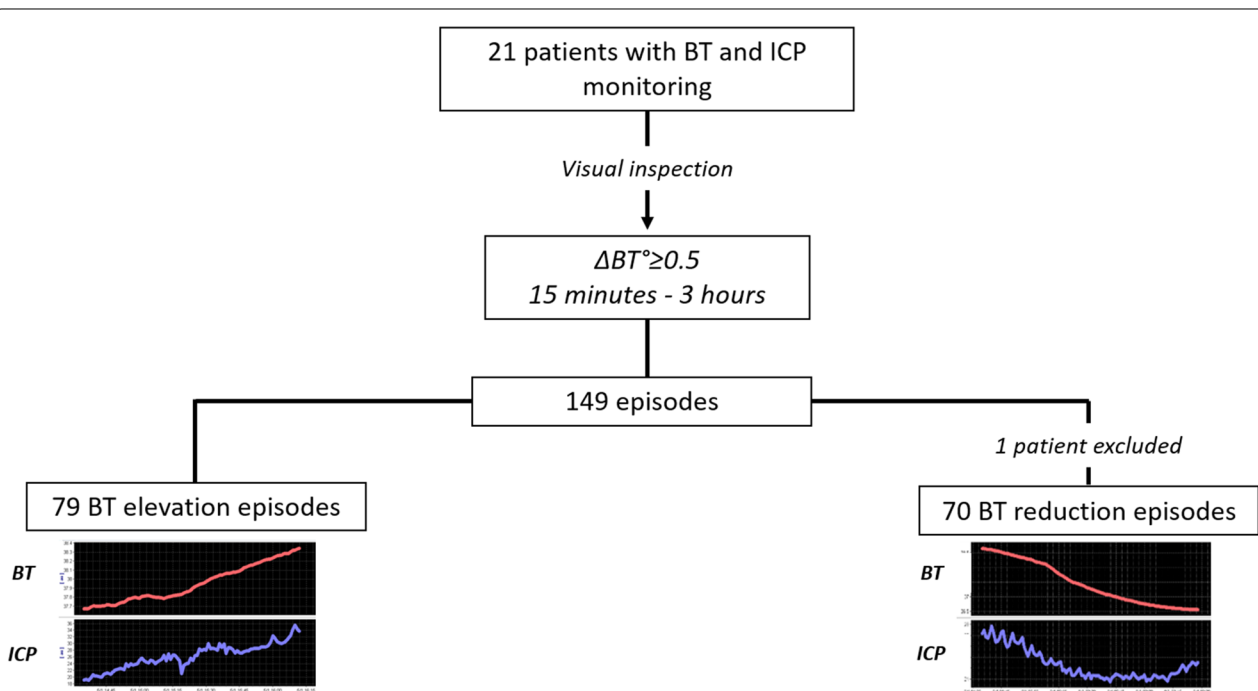 21 patients with BT and ICP
monitoring
Visual inspection
ΔBT°≥0.5
15 minutes - 3 hours
149 episodes
1 patient excluded
79 BT elevation episodes
70 BT reduction episodes
BT
ICP
BT
ICP